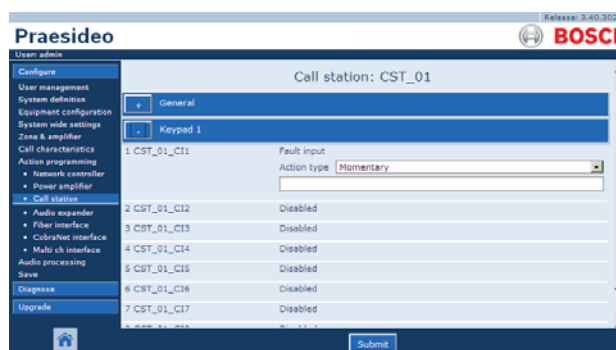 Release: 3.40.302
Praesideo
BOSCH
User: admin
Configure
User management
System definition
Equipment configuration
System wide settings
Zone & amplifier
Call characteristics
Action programming
• Network controller
• Power amplifier
• Call station
• Audio expander
• Fiber interface
• CobraNet interface
• Multi ch interface
Audio processing
Save
Diagnose
Upgrade
Call station: CST_01
+ General
- Keypad 1
1 CST_01_CI1 Fault input
Action type Momentary
2 CST_01_CI2 Disabled
3 CST_01_CI3 Disabled
4 CST_01_CI4 Disabled
5 CST_01_CI5 Disabled
6 CST_01_CI6 Disabled
7 CST_01_CI7 Disabled
Submit